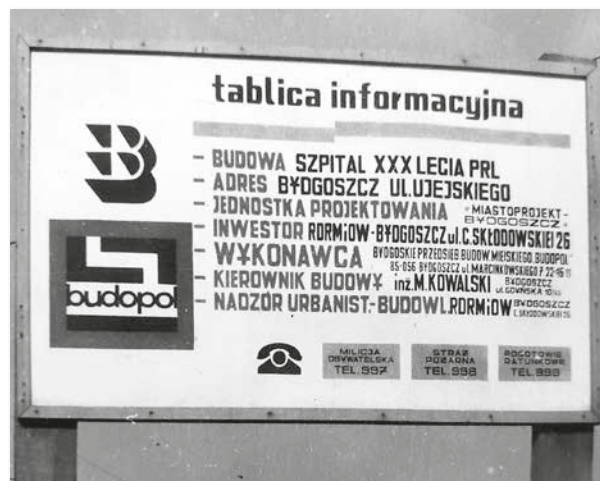 tablica informacyjna
B
budopol
- BUDOWA SZPITAL XXX LECIA PRL
- ADRES BYDGOSZCZ UL.UJEJSKIEGO
- JEDNOSTKA PROJEKTOWANIA "MIASTOPROJEKT-
BYDGOSZCZ"
- INWESTOR RDRMiOW-BYDGOSZCZ ul.C.SKŁODOWSKIEJ 26
- WYKONAWCA BYDGOSKIE PRZEDSIĘB.BUDOW.MIEJSKIEGO."BUDOPOL"
85-056 BYDGOSZCZ ul.MARCINKOWSKIEGO 7
- KIEROWNIK BUDOWY inż.M.KOWALSKI BYDGOSZCZ
- NADZÓR URBANIST.-BUDOWL.RDRMiOW BYDGOSZCZ
C.SKŁODOWSKIEJ 26
MILICJA
OBYWATELSKA
TEL.997
STRAŻ
POŻARNA
TEL.998
POGOTOWIE
RATUNKOWE
TEL.999